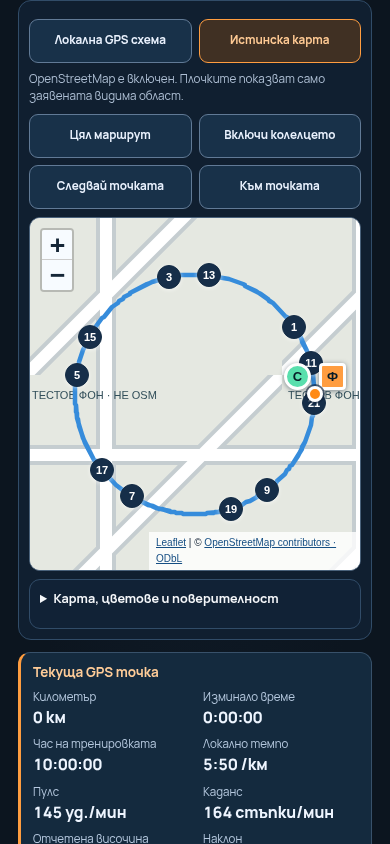 Локална GPS схема
Истинска карта
OpenStreetMap е включен. Плочките показват само
заявената видима област.
Цял маршрут
Включи колелцето
Следвай точката
Към точката
+
−
3
13
15
1
11
5
С
Ф
21
ТЕСТОВ ФОН · НЕ OSM
ТЕСТОВ ФОН
17
7
9
19
Leaflet | © OpenStreetMap contributors ·
ODbL
Карта, цветове и поверителност
Текуща GPS точка
Километър
Изминало време
0 км
0:00:00
Час на тренировката
Локално темпо
10:00:00
5:50 /км
Пулс
Каданс
145 уд./мин
164 стъпки/мин
Отчетена височина
Наклон